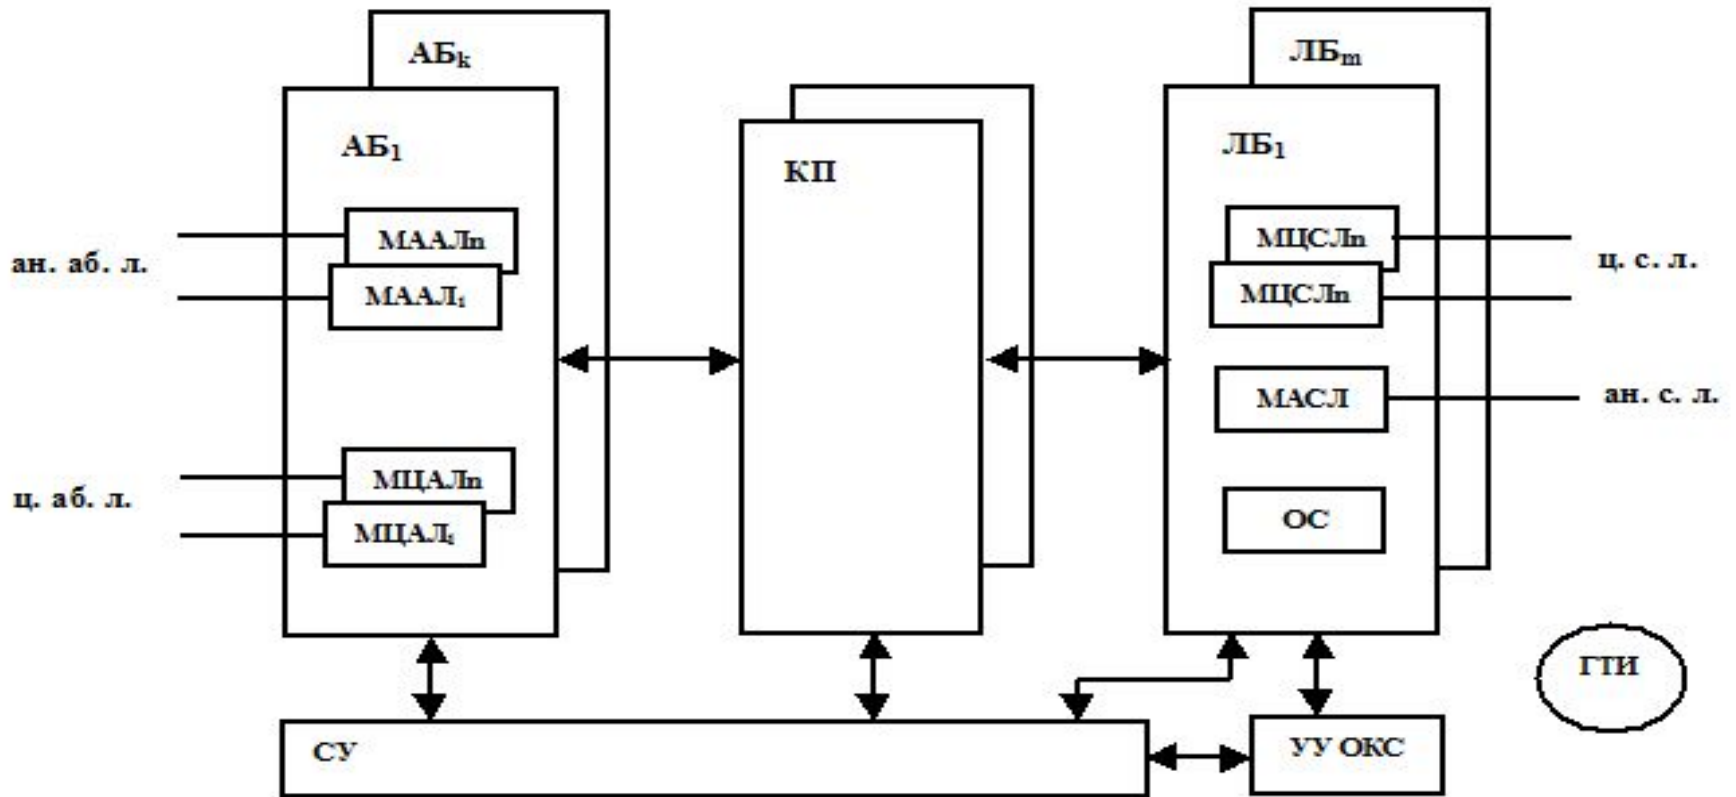 АБk
ЛБm
АБ1
КП
ЛБ1
МААЛn
МААЛ1
ан. аб. л.
МЦСЛn
МЦСЛn
ц. с. л.
МАСЛ
ан. с. л.
МЦАЛn
МЦАЛ1
ц. аб. л.
ОС
ГТИ
СУ
УУ ОКС